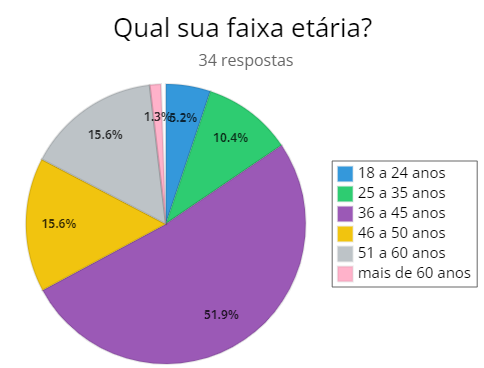 Qual sua faixa etária?
34 respostas
1.3%
5.2%
10.4%
15.6%
15.6%
51.9%
18 a 24 anos
25 a 35 anos
36 a 45 anos
46 a 50 anos
51 a 60 anos
mais de 60 anos